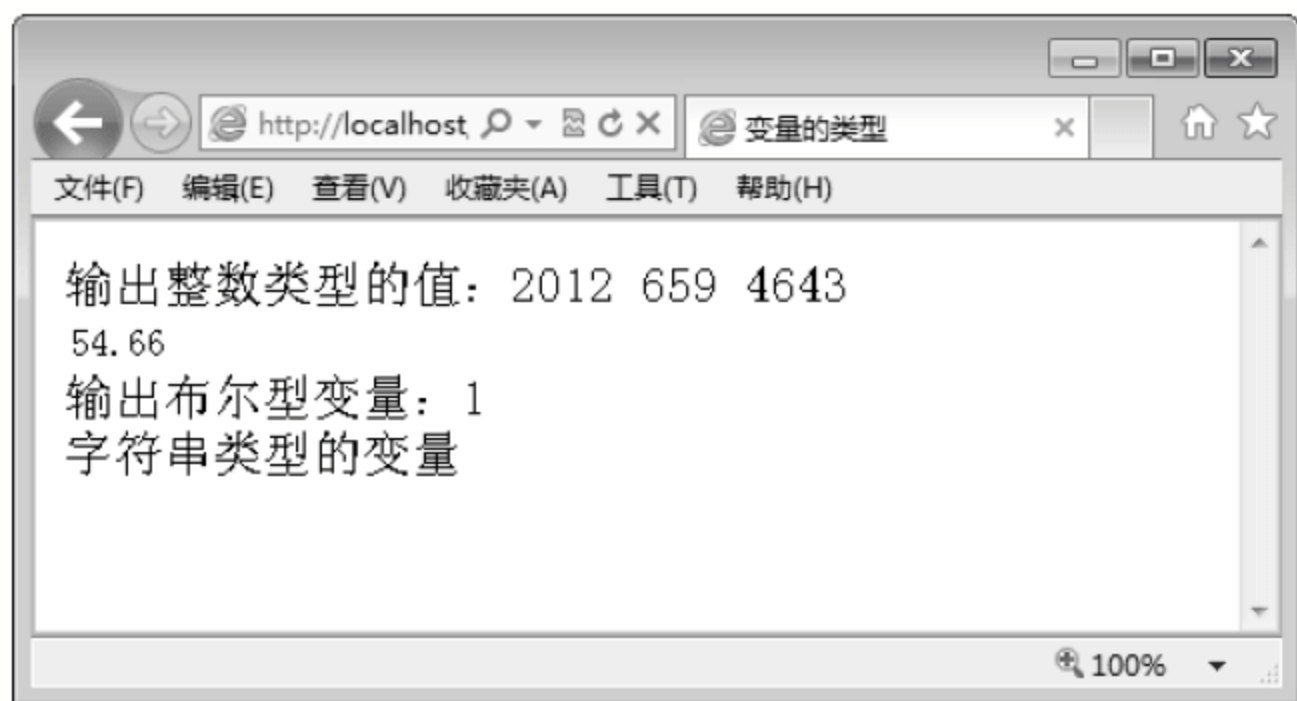 http://localhost
变量的类型
文件(F) 编辑(E) 查看(V) 收藏夹(A) 工具(T) 帮助(H)
输出整数类型的值：2012 659 4643
54.66
输出布尔型变量：1
字符串类型的变量
100%